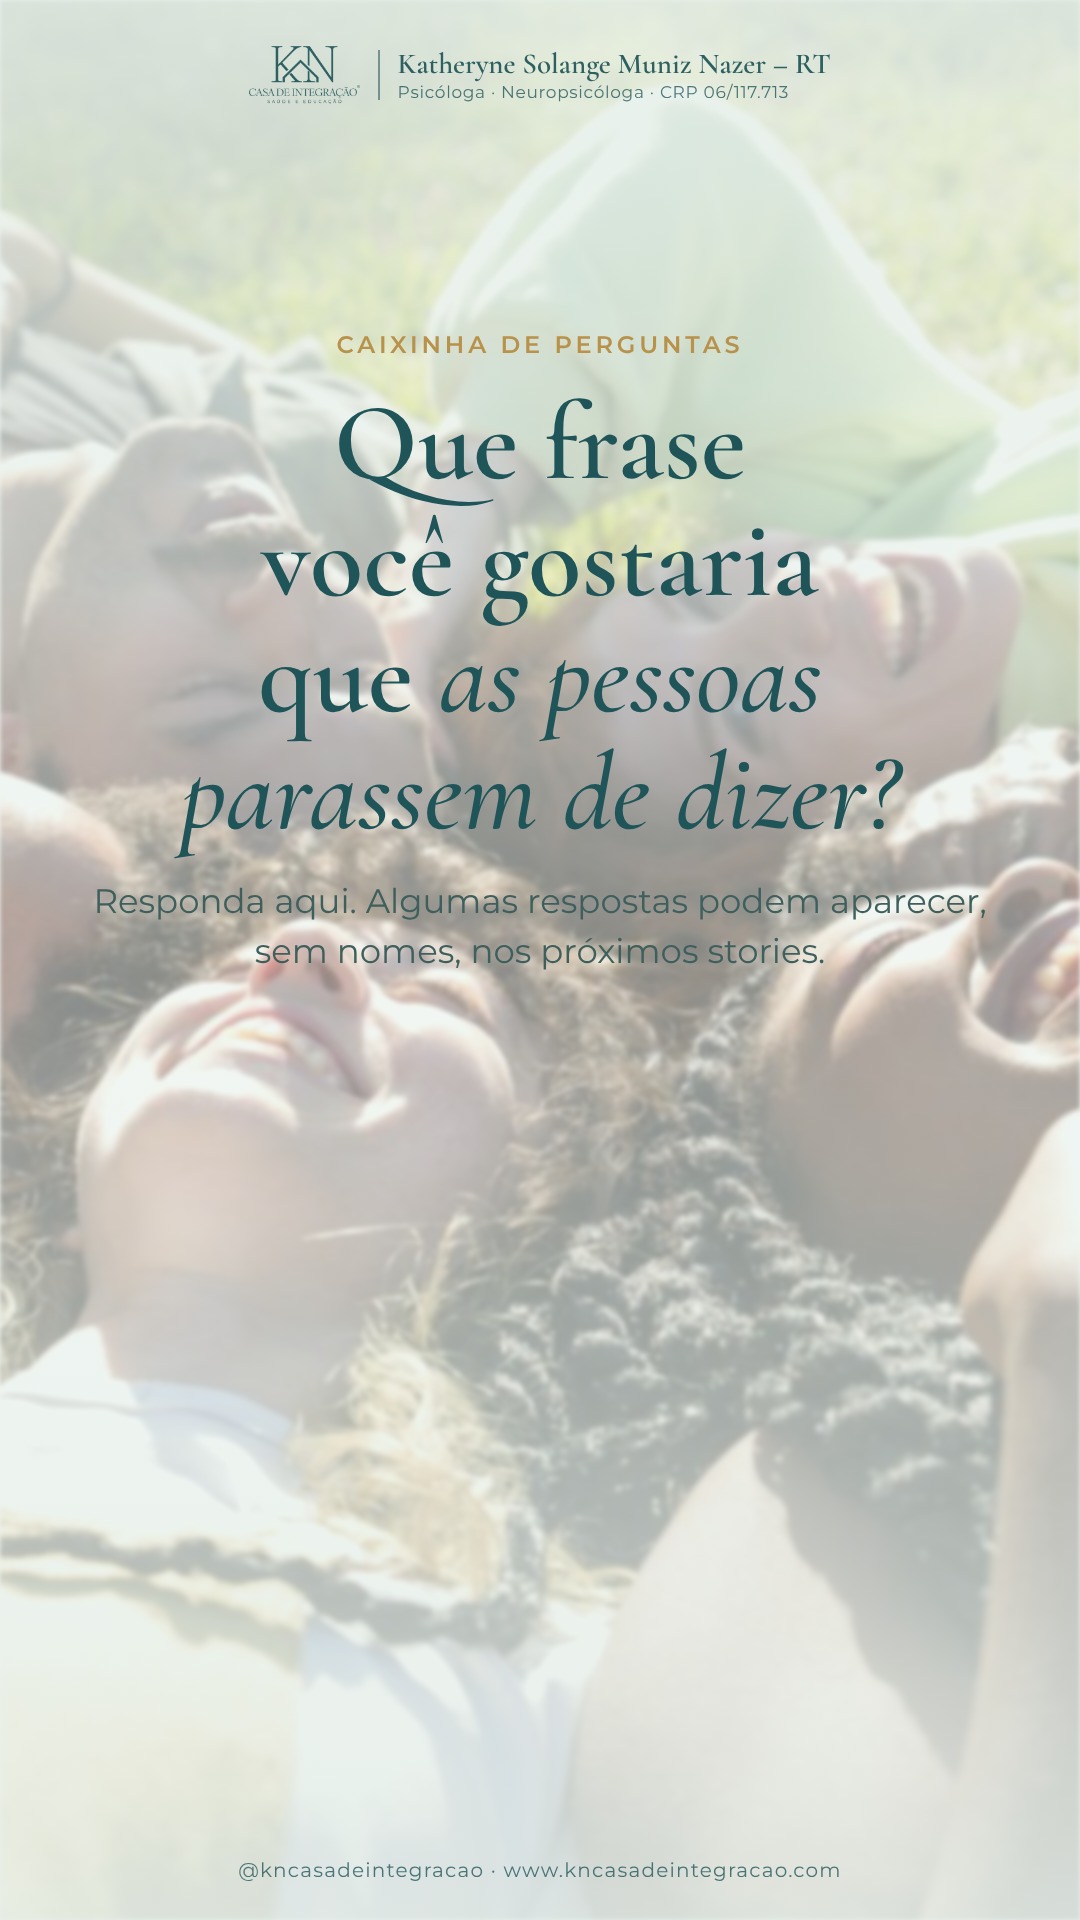 KN
CASA DE INTEGRAÇÃO
SAÚDE E EDUCAÇÃO
Katheryne Solange Muniz Nazer – RT
Psicóloga · Neuropsicóloga · CRP 06/117.713
CAIXINHA DE PERGUNTAS
Que frase
você gostaria
que as pessoas
parassem de dizer?
Responda aqui. Algumas respostas podem aparecer,
sem nomes, nos próximos stories.
@kncasadeintegracao · www.kncasadeintegracao.com